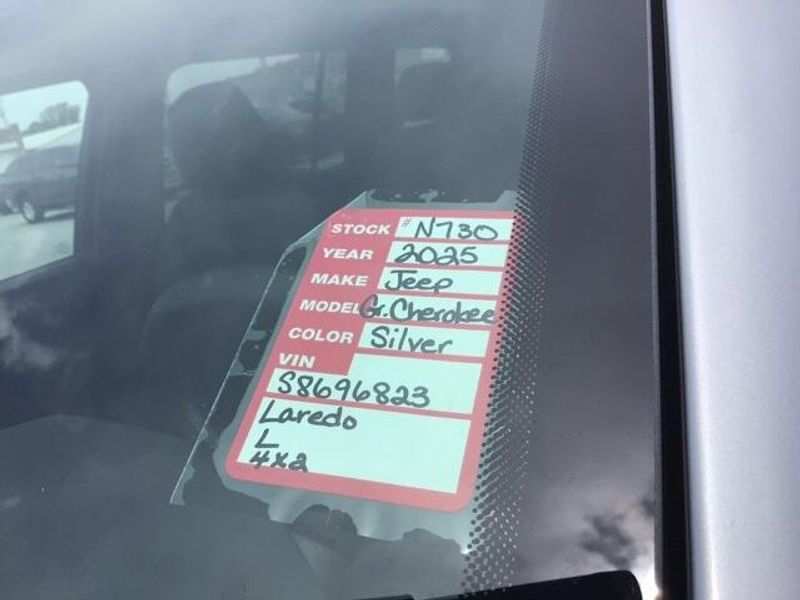 STOCK # N730
YEAR 2025
MAKE Jeep
MODEL Gr. Cherokee
COLOR Silver
VIN
S8696823
Laredo
L
4x2